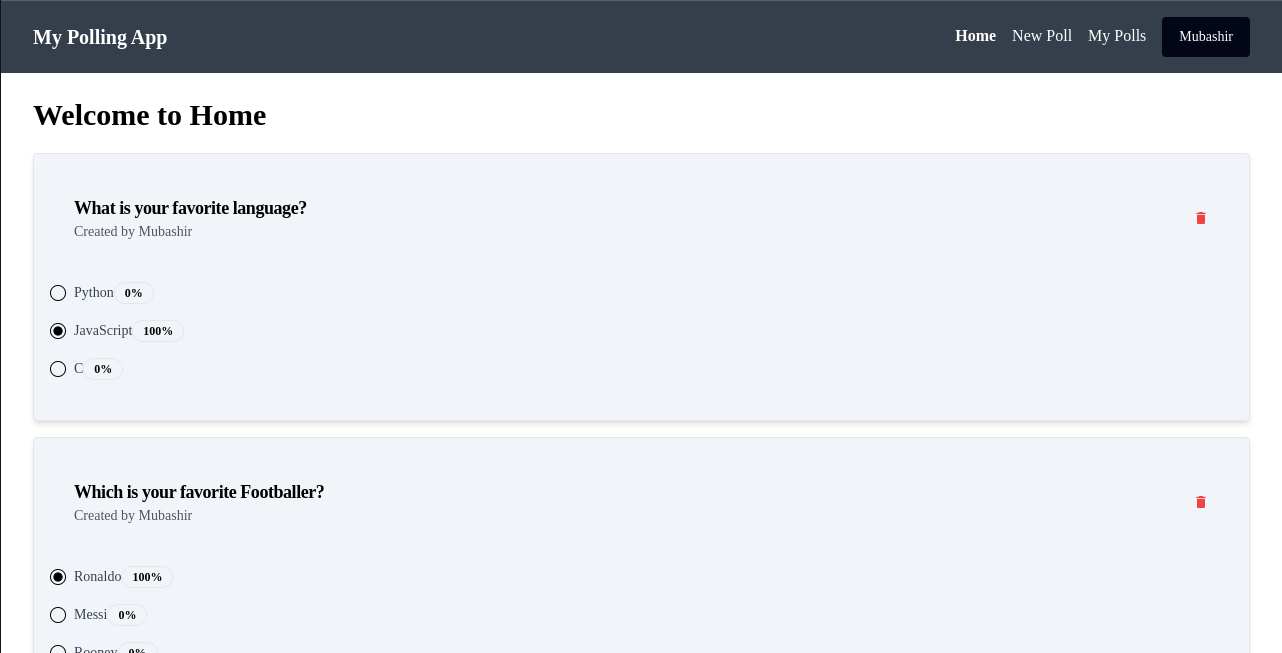 My Polling App
Home New Poll My Polls Mubashir
Welcome to Home
What is your favorite language?
Created by Mubashir
Python 0%
JavaScript 100%
C 0%
Which is your favorite Footballer?
Created by Mubashir
Ronaldo 100%
Messi 0%
Rooney 0%